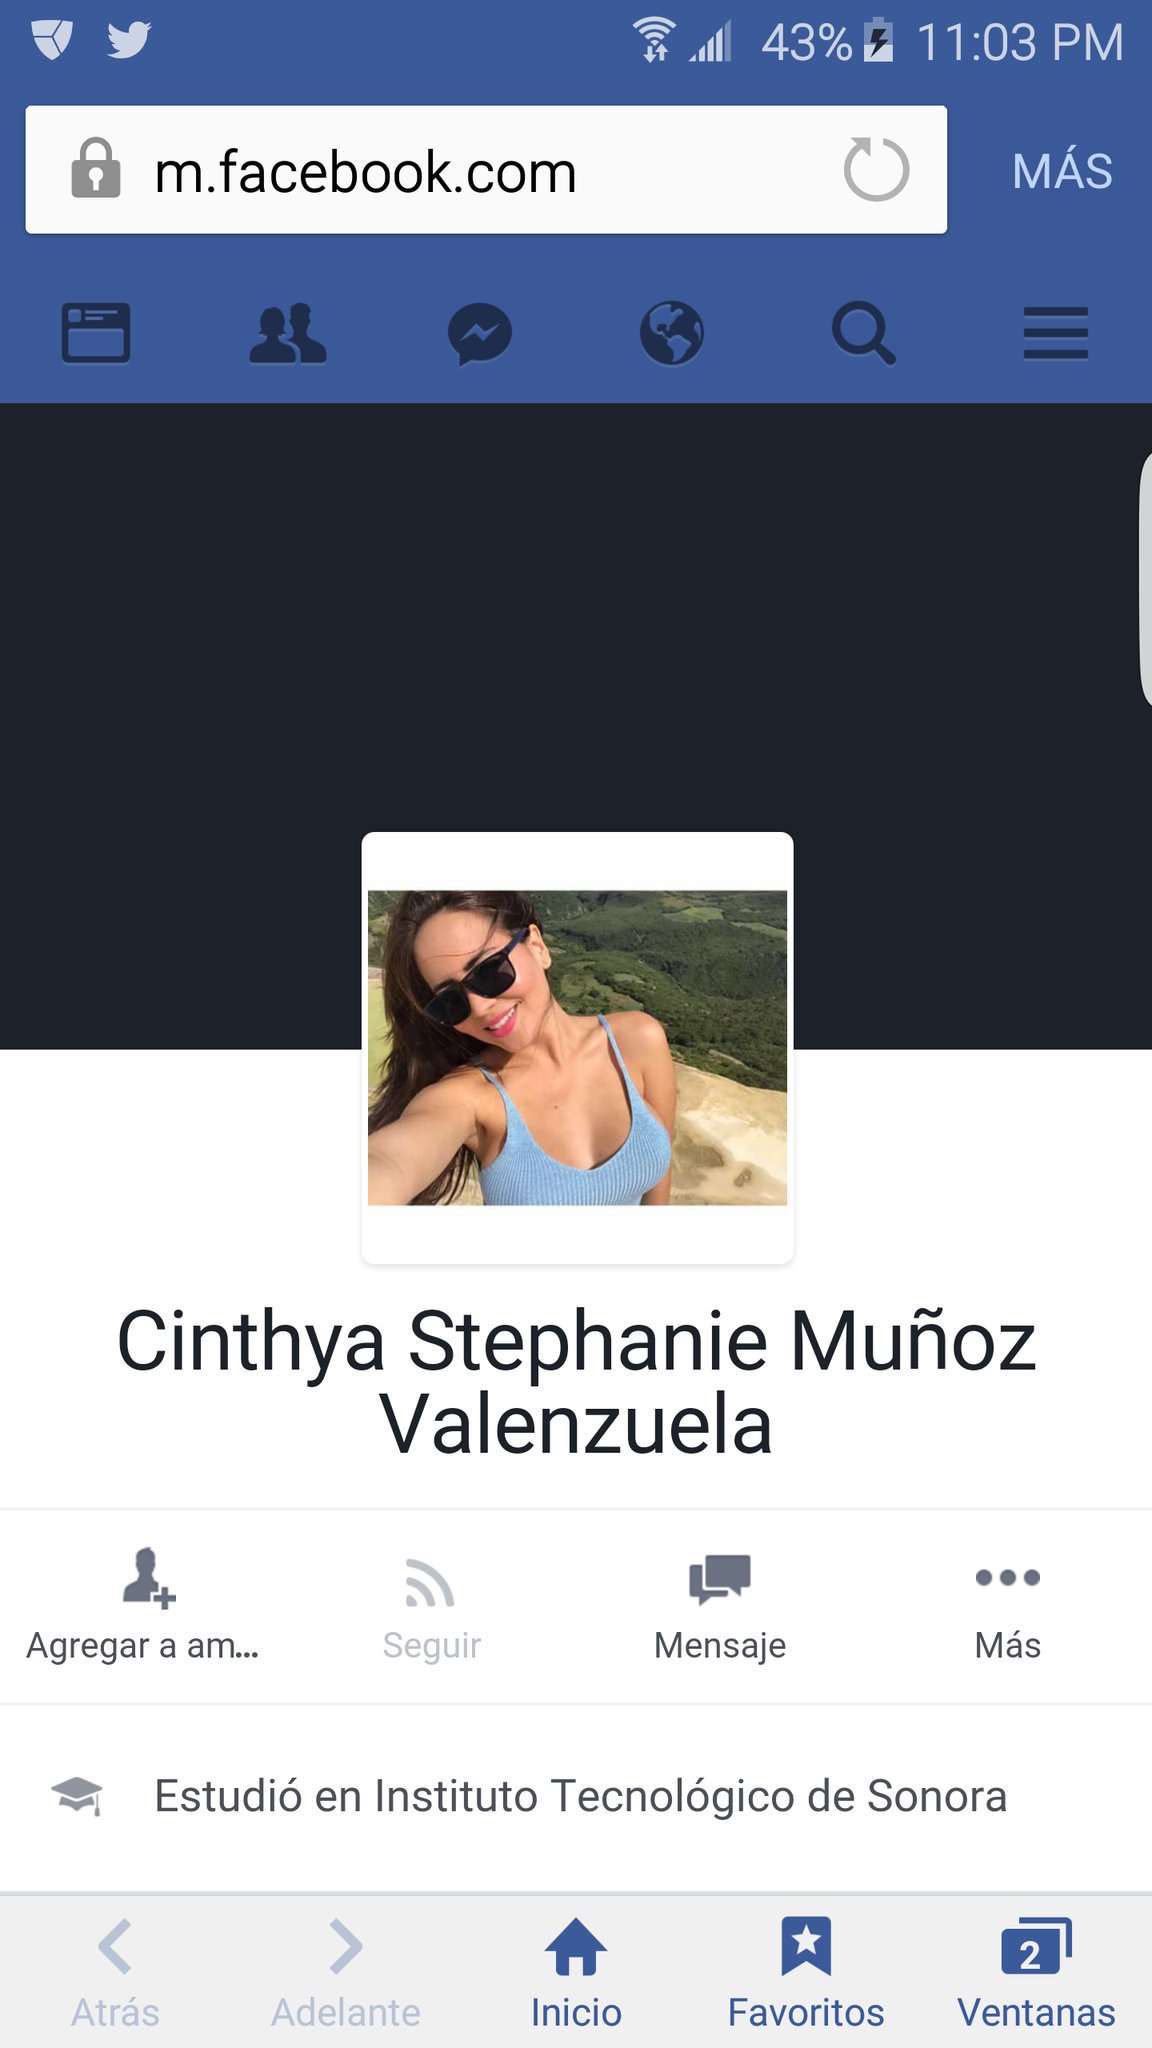 43% 11:03 PM
m.facebook.com MÁS
Cinthya Stephanie Muñoz
Valenzuela
Agregar a am... Seguir Mensaje Más
Estudió en Instituto Tecnológico de Sonora
2
Atrás Adelante Inicio Favoritos Ventanas